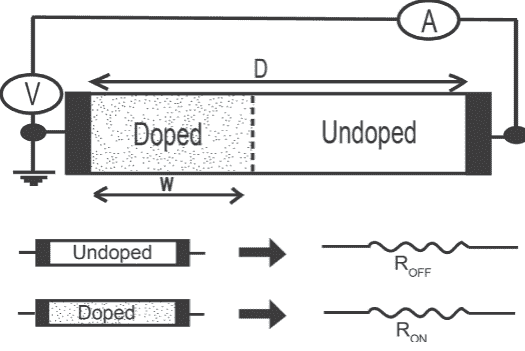 A
D
V
Doped
Undoped
w
Undoped
R_OFF
Doped
R_ON